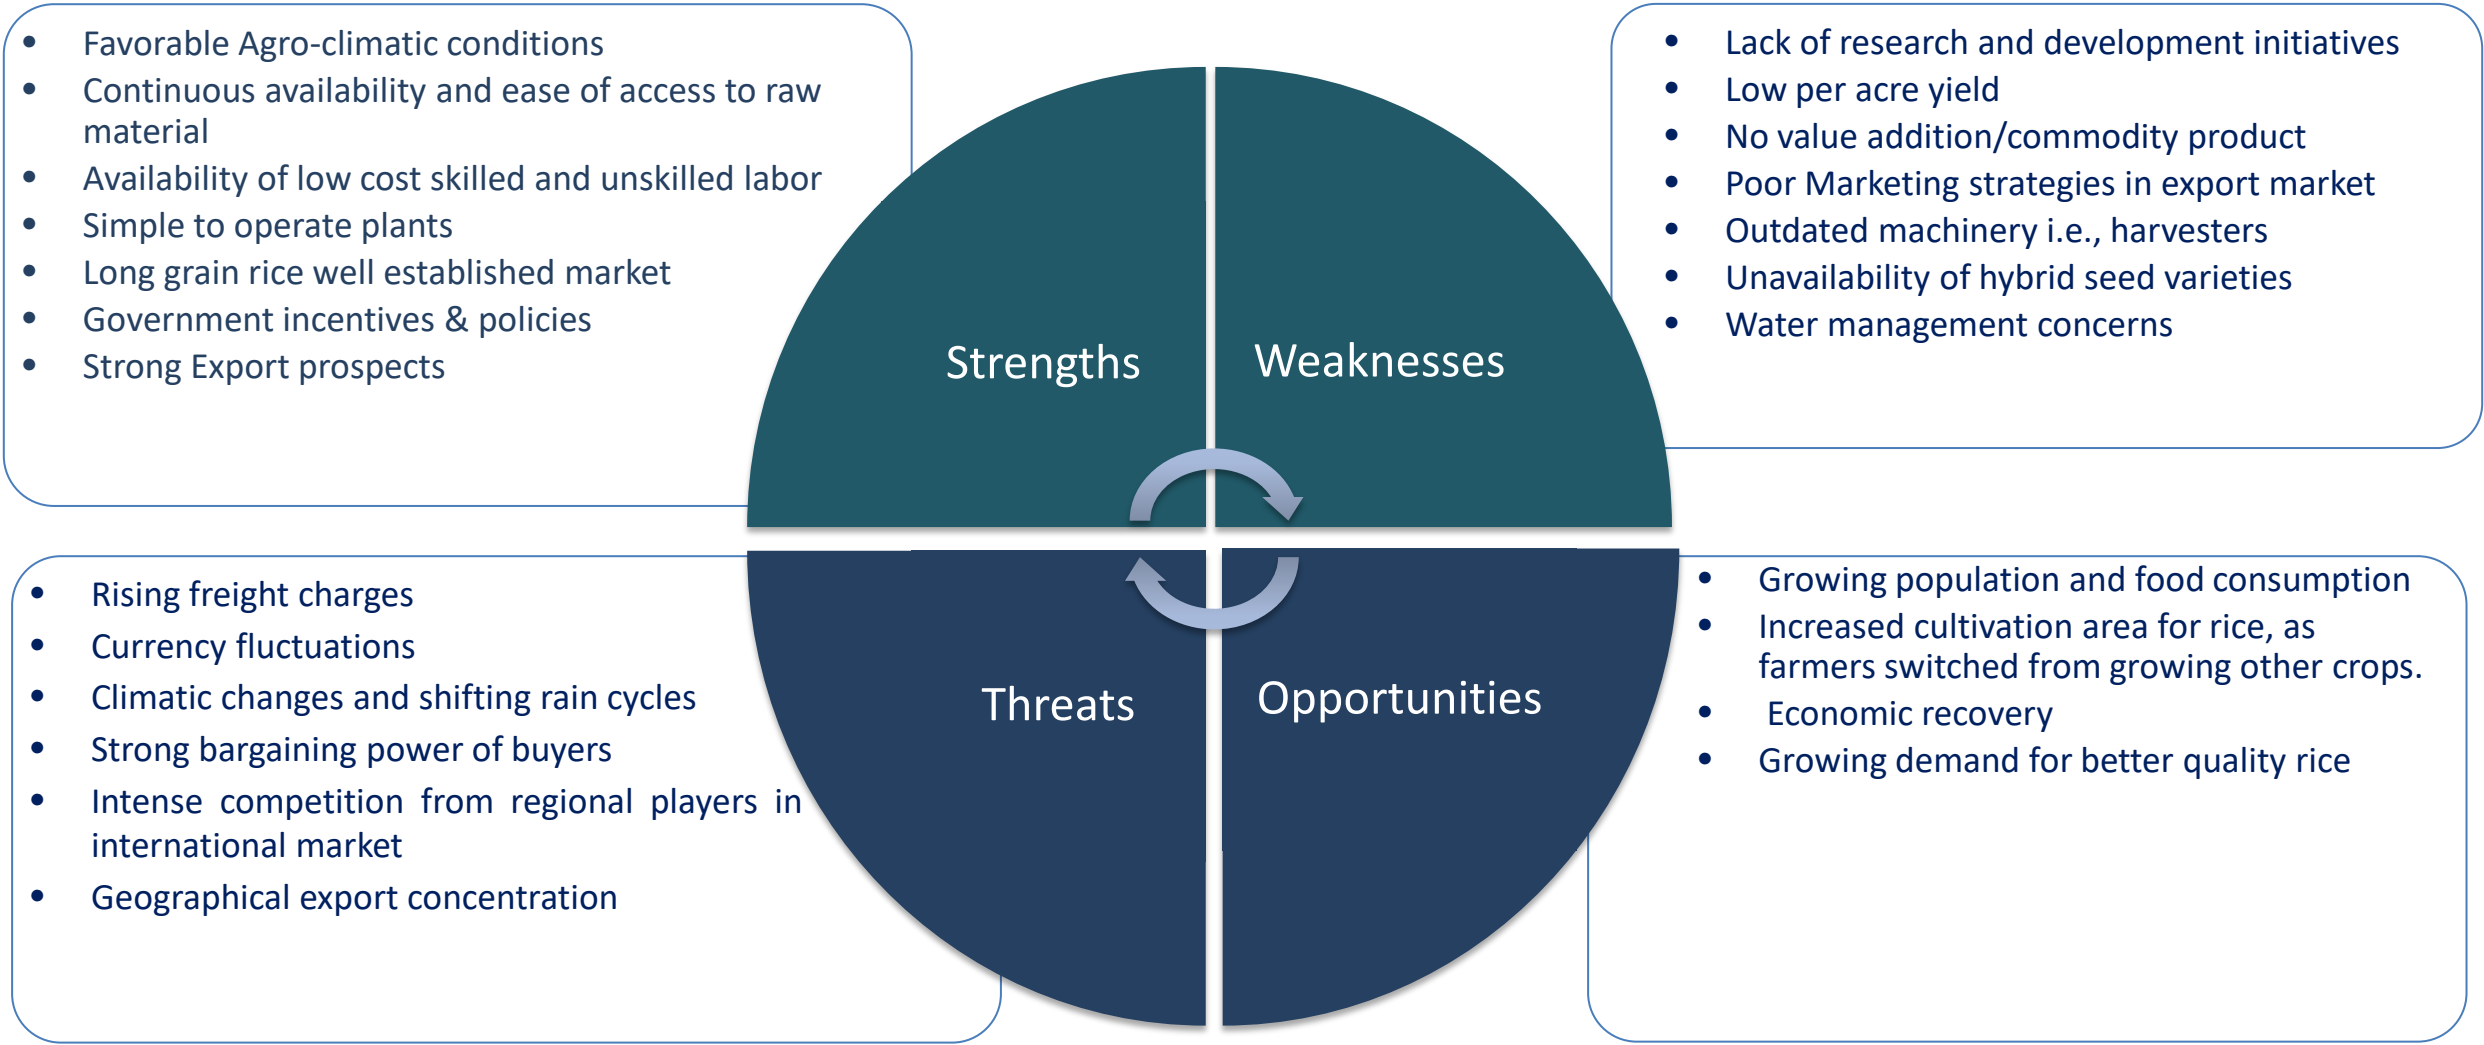 • Favorable Agro-climatic conditions
• Continuous availability and ease of access to raw
material
• Availability of low cost skilled and unskilled labor
• Simple to operate plants
• Long grain rice well established market
• Government incentives & policies
• Strong Export prospects
Strengths
Weaknesses
• Lack of research and development initiatives
• Low per acre yield
• No value addition/commodity product
• Poor Marketing strategies in export market
• Outdated machinery i.e., harvesters
• Unavailability of hybrid seed varieties
• Water management concerns
• Rising freight charges
• Currency fluctuations
• Climatic changes and shifting rain cycles
• Strong bargaining power of buyers
• Intense competition from regional players in
international market
• Geographical export concentration
Threats
Opportunities
• Growing population and food consumption
• Increased cultivation area for rice, as
farmers switched from growing other crops.
• Economic recovery
• Growing demand for better quality rice